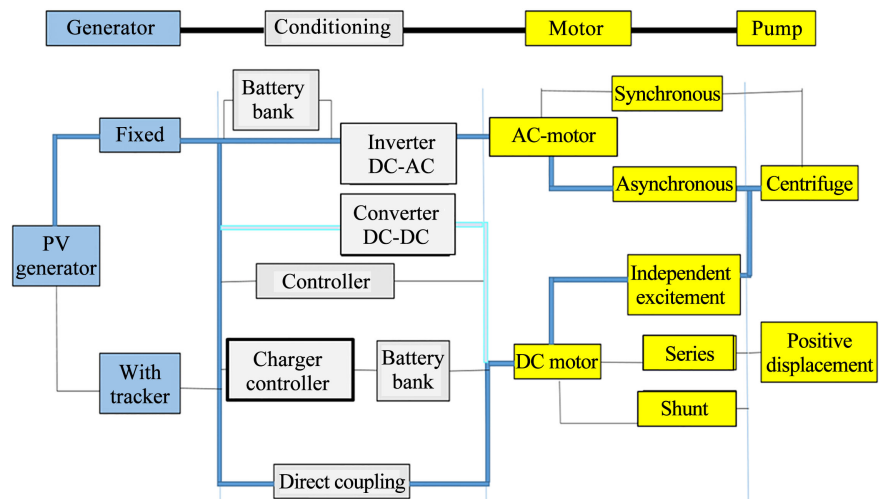 Generator
Conditioning
Motor
Pump
Battery
bank
Synchronous
Fixed
Inverter
DC-AC
AC-motor
Asynchronous
Centrifuge
Converter
DC-DC
PV
generator
Controller
Independent
excitement
With
tracker
Charger
controller
Battery
bank
DC motor
Series
Positive
displacement
Shunt
Direct coupling